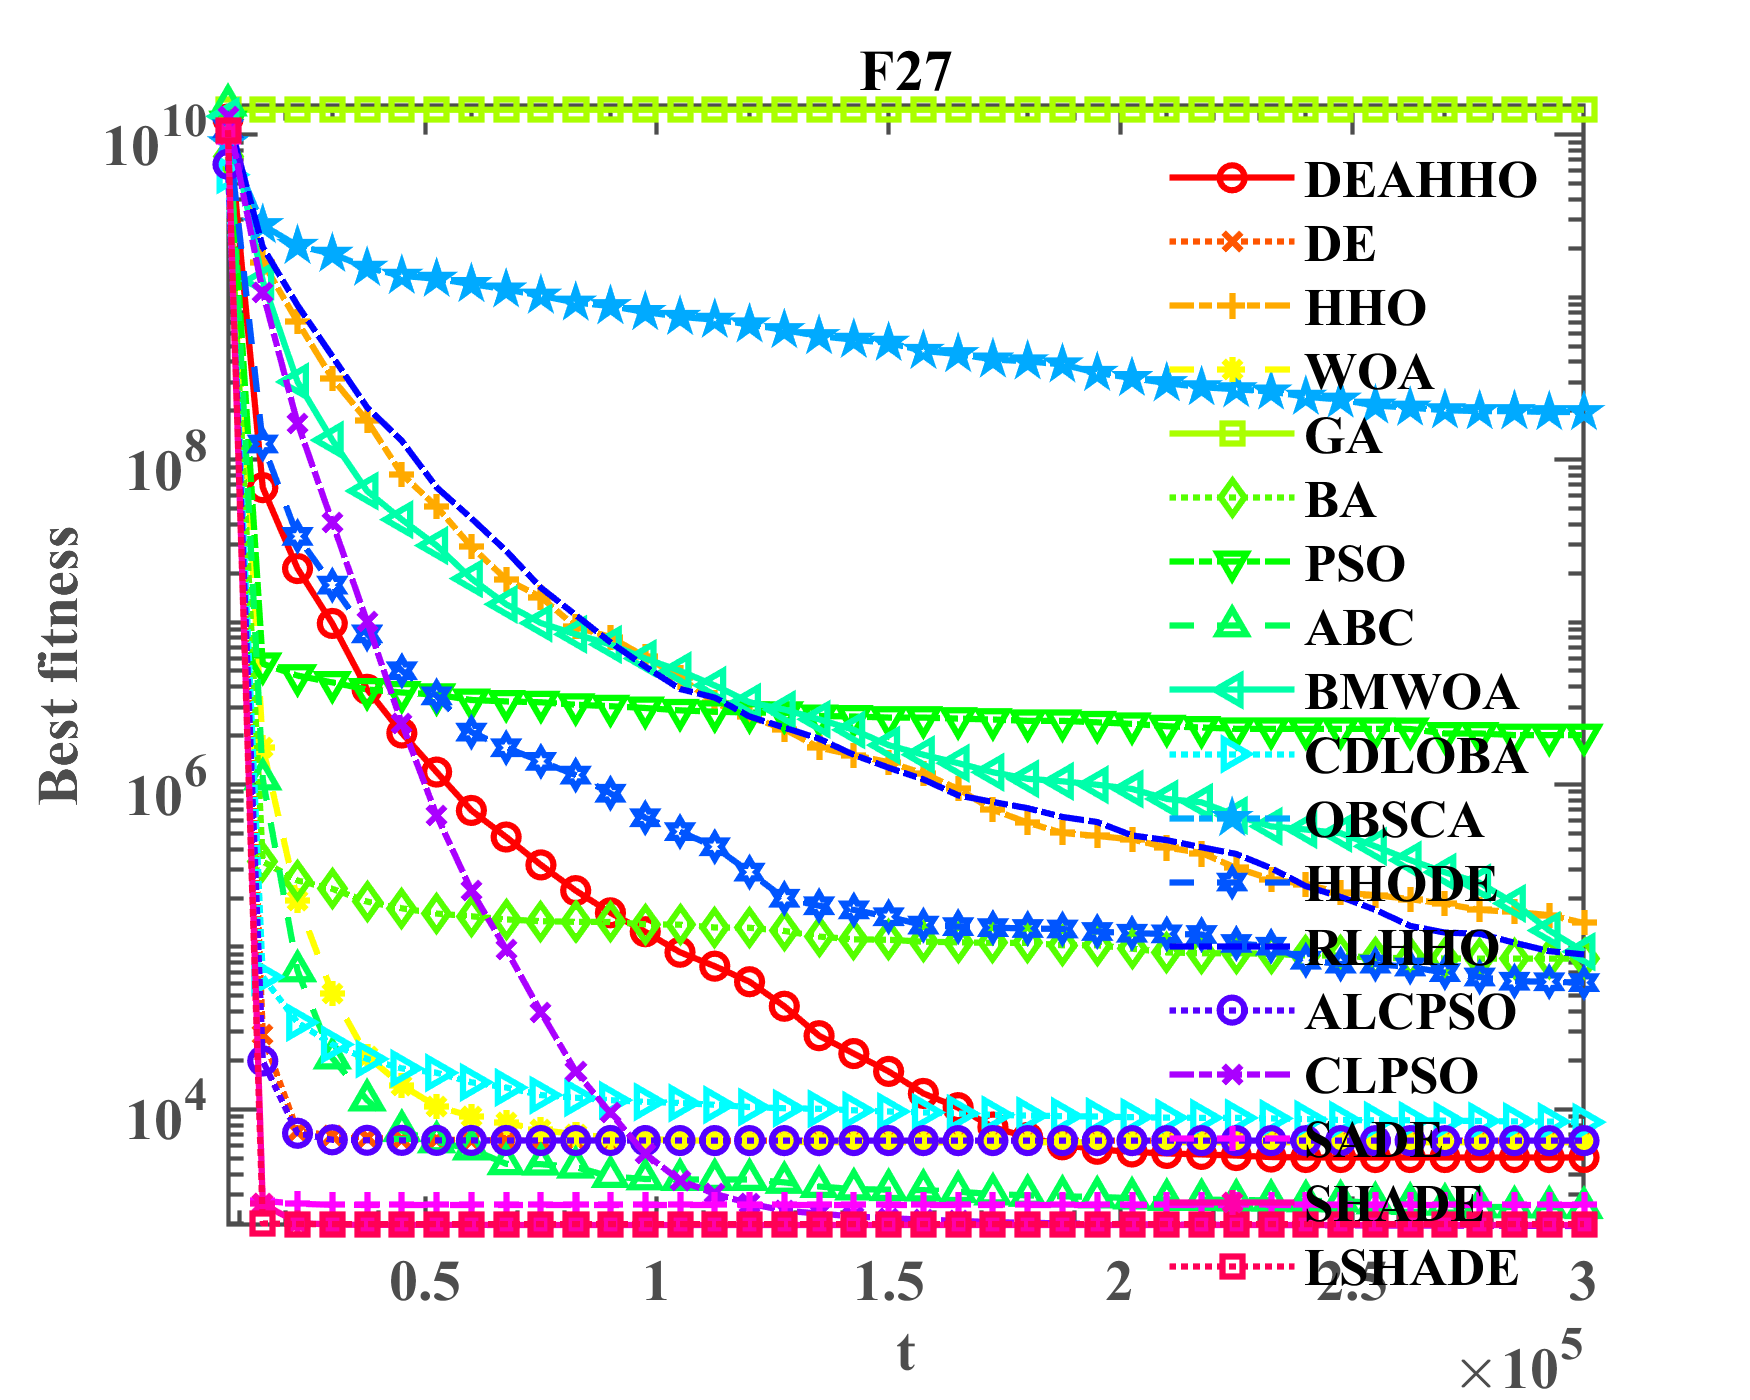 F27
10^10
10^8
10^6
10^4
Best fitness
DEAHHO
DE
HHO
WOA
GA
BA
PSO
ABC
BMWOA
CDLOBA
OBSCA
HHODE
RLHHO
ALCPSO
CLPSO
SADE
SHADE
LSHADE
0.5 1 1.5 2 2.5 3
t
×10^5